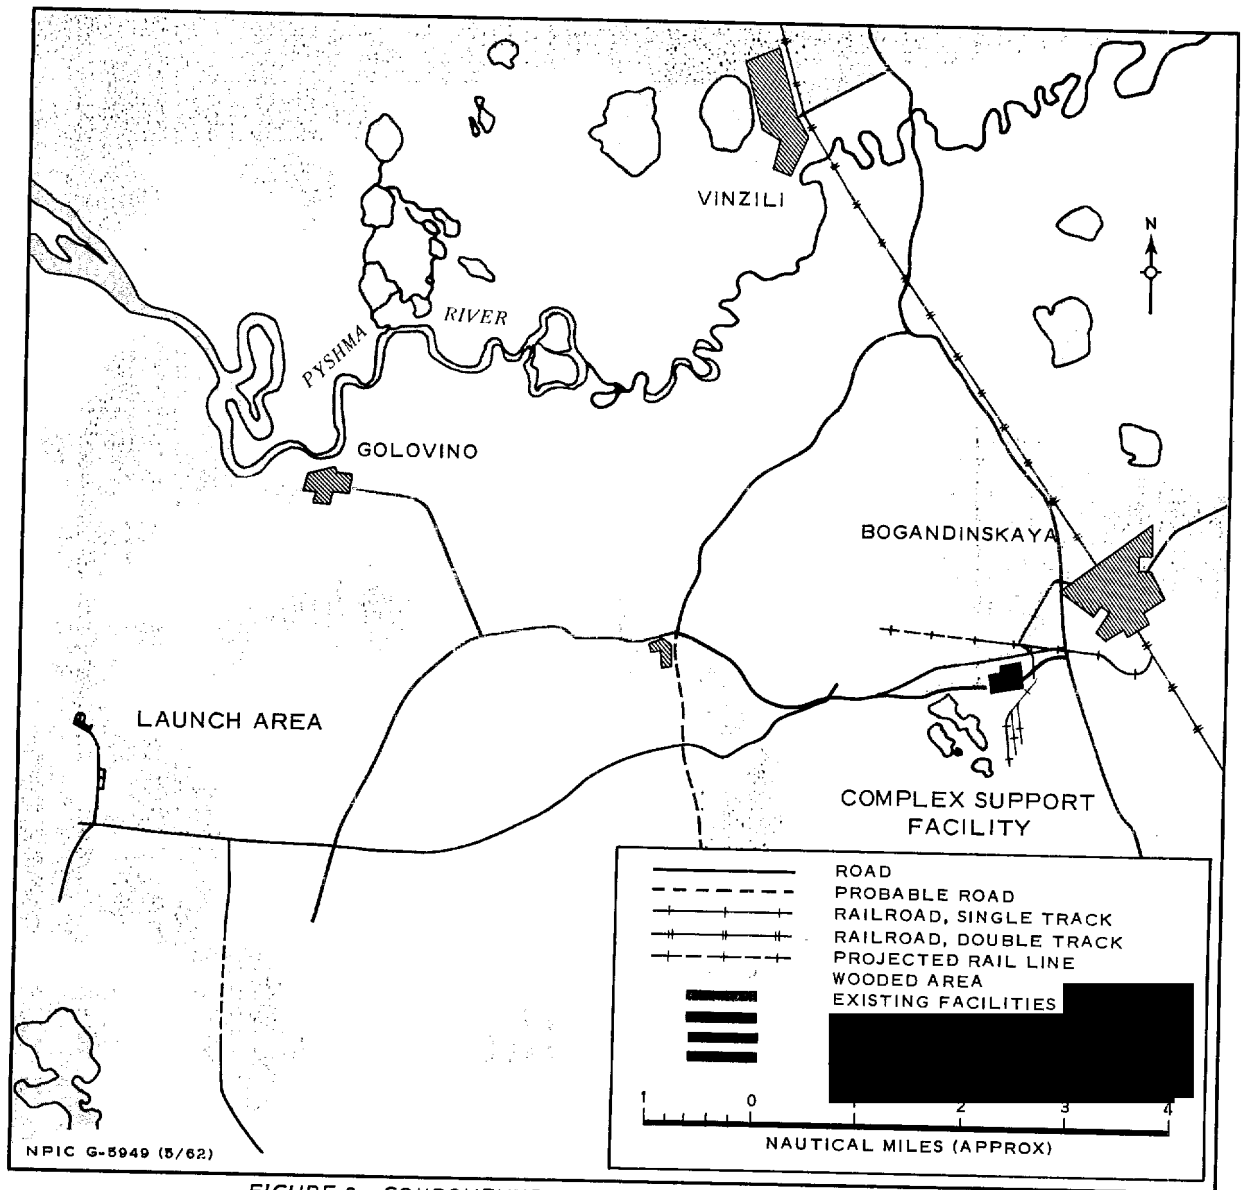 VINZILI
N
PYSHMA RIVER
GOLOVINO
BOGANDINSKAYA
LAUNCH AREA
COMPLEX SUPPORT
FACILITY
ROAD
PROBABLE ROAD
RAILROAD, SINGLE TRACK
RAILROAD, DOUBLE TRACK
PROJECTED RAIL LINE
WOODED AREA
EXISTING FACILITIES
1 0 1 2 3 4
NAUTICAL MILES (APPROX)
NPIC G-5949 (5/62)